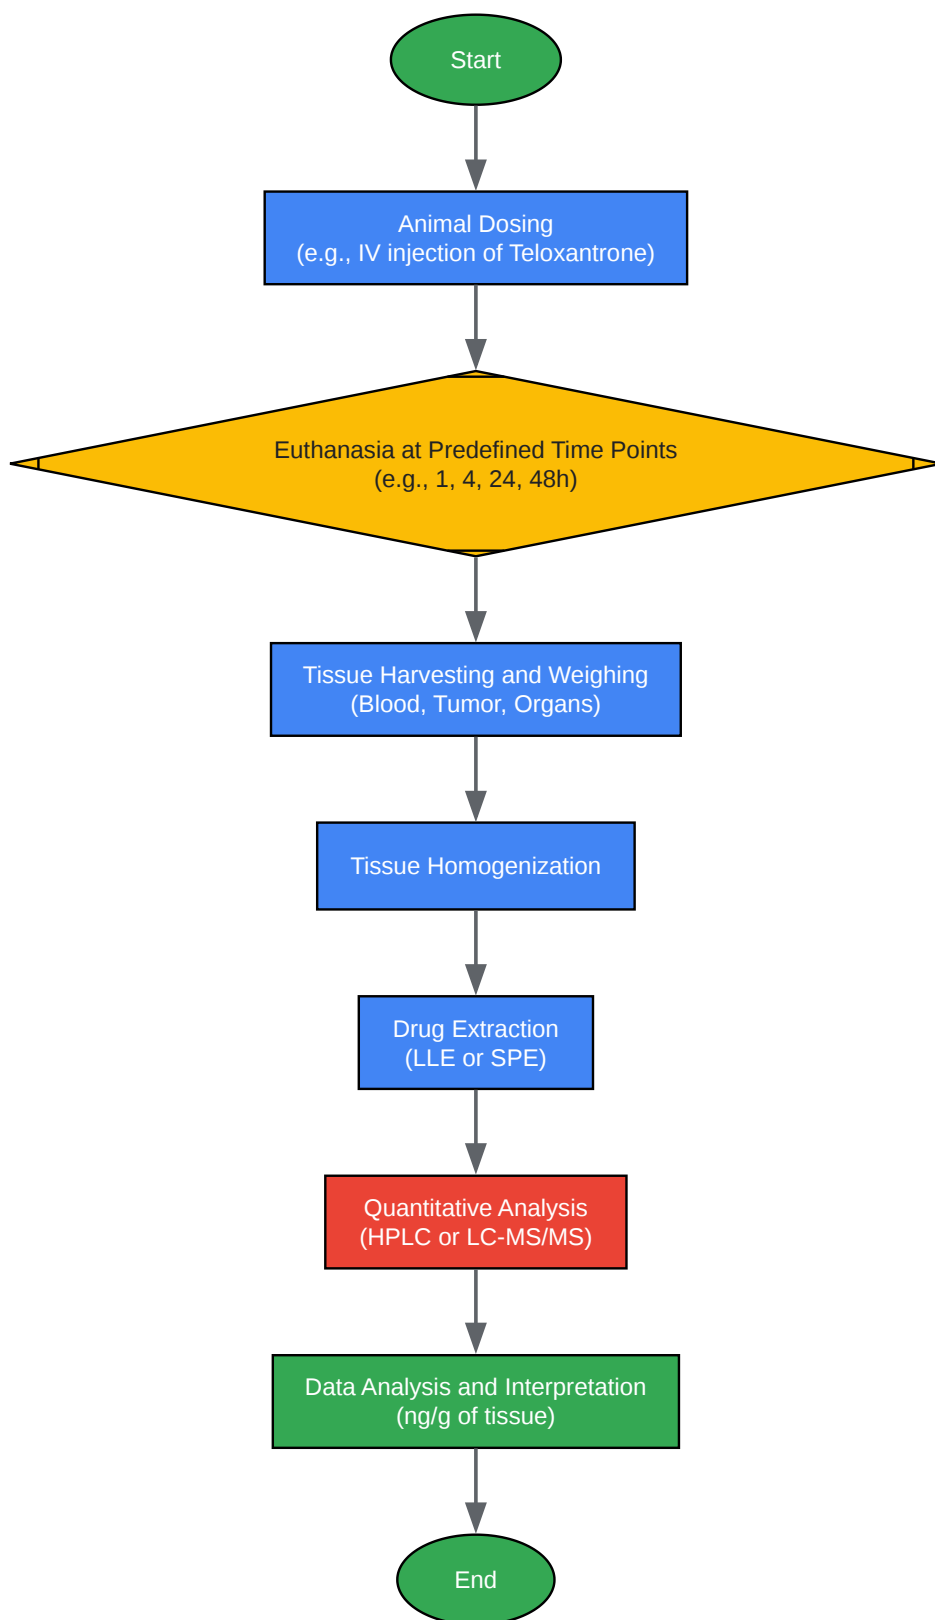 Start
Animal Dosing
(e.g., IV injection of Teloxantrone)
Euthanasia at Predefined Time Points
(e.g., 1, 4, 24, 48h)
Tissue Harvesting and Weighing
(Blood, Tumor, Organs)
Tissue Homogenization
Drug Extraction
(LLE or SPE)
Quantitative Analysis
(HPLC or LC-MS/MS)
Data Analysis and Interpretation
(ng/g of tissue)
End